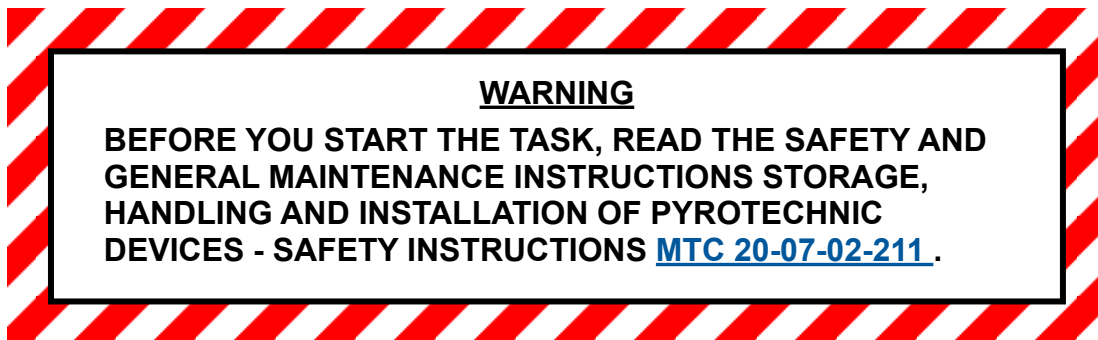 WARNING
BEFORE YOU START THE TASK, READ THE SAFETY AND
GENERAL MAINTENANCE INSTRUCTIONS STORAGE,
HANDLING AND INSTALLATION OF PYROTECHNIC
DEVICES - SAFETY INSTRUCTIONS MTC 20-07-02-211 .